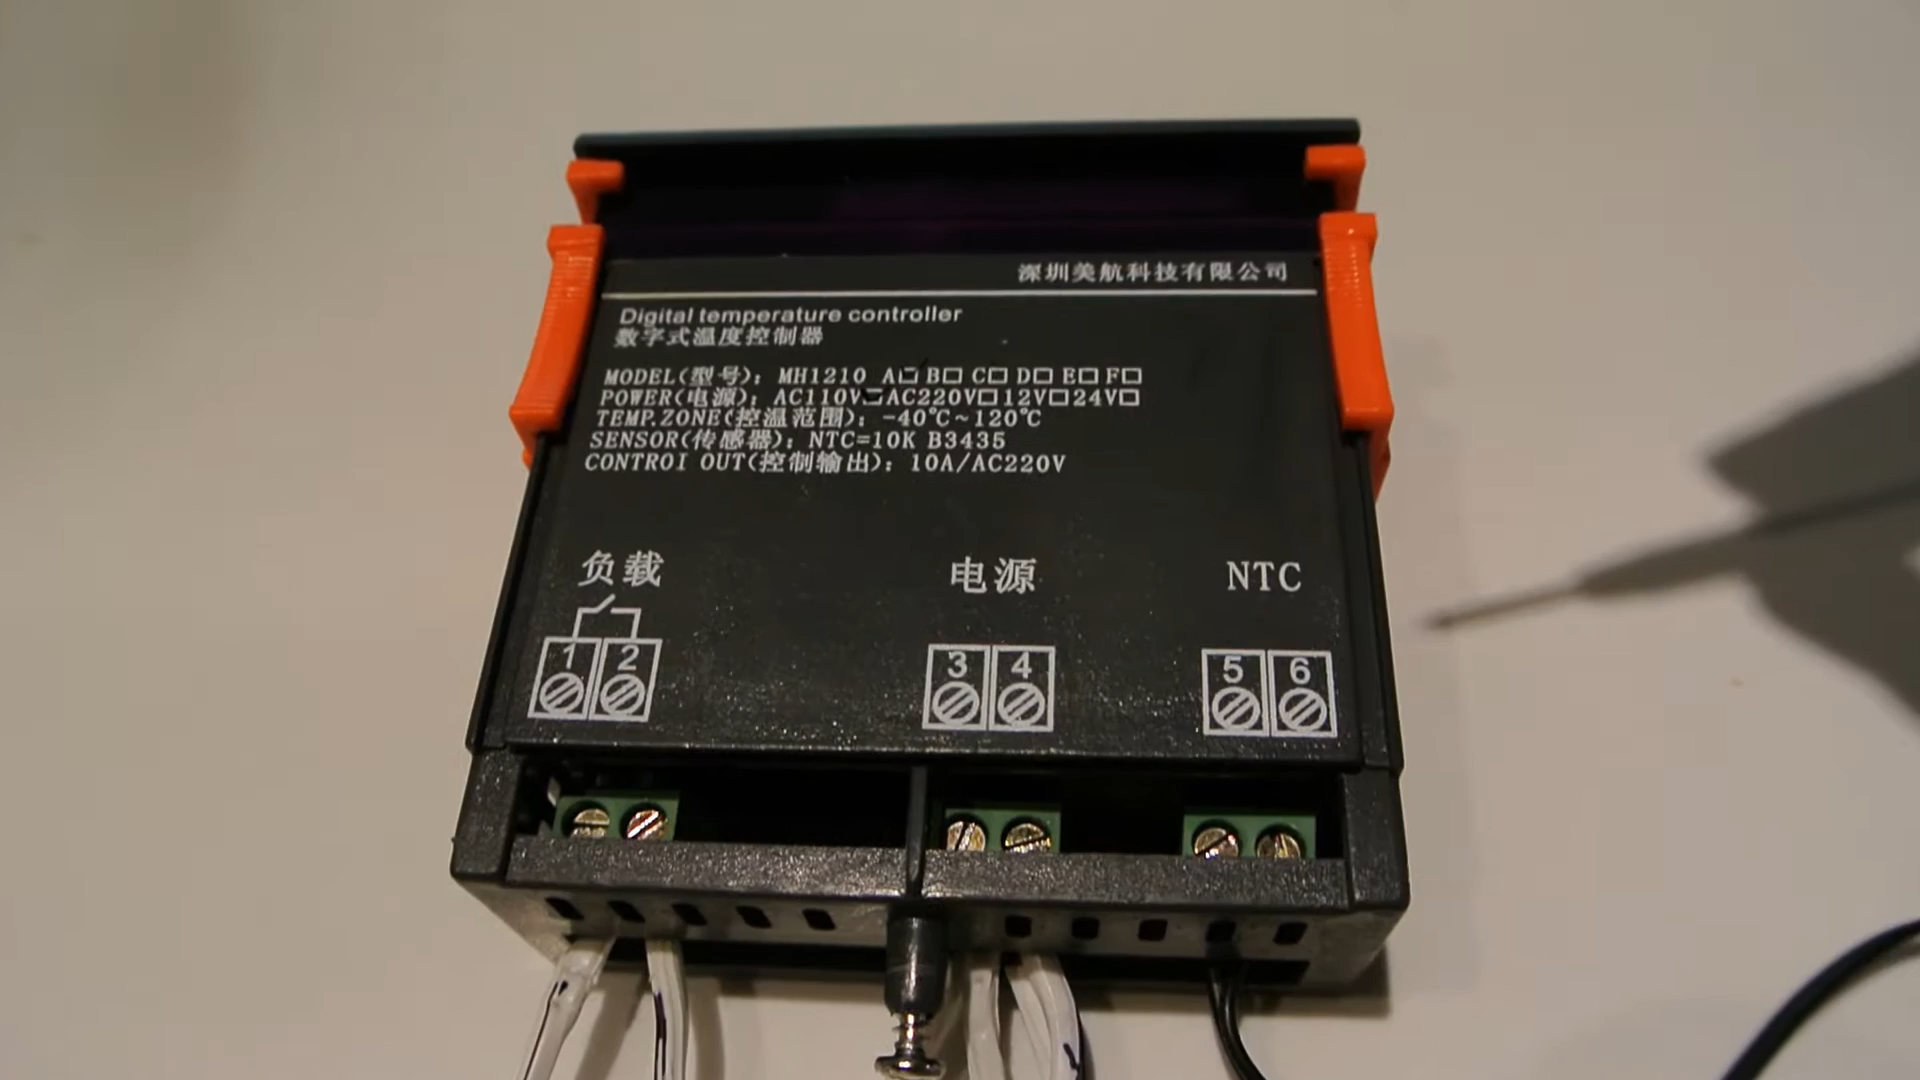 深圳美航科技有限公司
Digital temperature controller
数字式温度控制器
MODEL(型号): MH1210 A□ B□ C□ D□ E□ F□
POWER(电源): AC110V□ AC220V□ 12V□ 24V□
TEMP.ZONE(控温范围): -40℃~120℃
SENSOR(传感器): NTC=10K B3435
CONTROI OUT(控制输出): 10A/AC220V
负载 电源 NTC
1 2 3 4 5 6